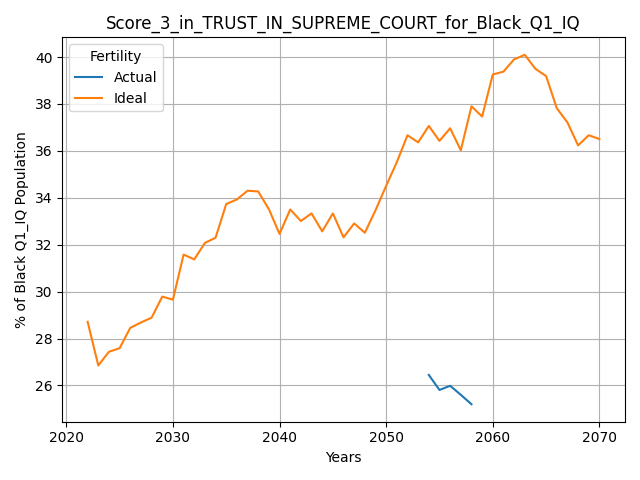 Score_3_in_TRUST_IN_SUPREME_COURT_for_Black_Q1_IQ
Fertility
Actual
Ideal
% of Black Q1_IQ Population
40
38
36
34
32
30
28
26
2020
2030
2040
2050
2060
2070
Years